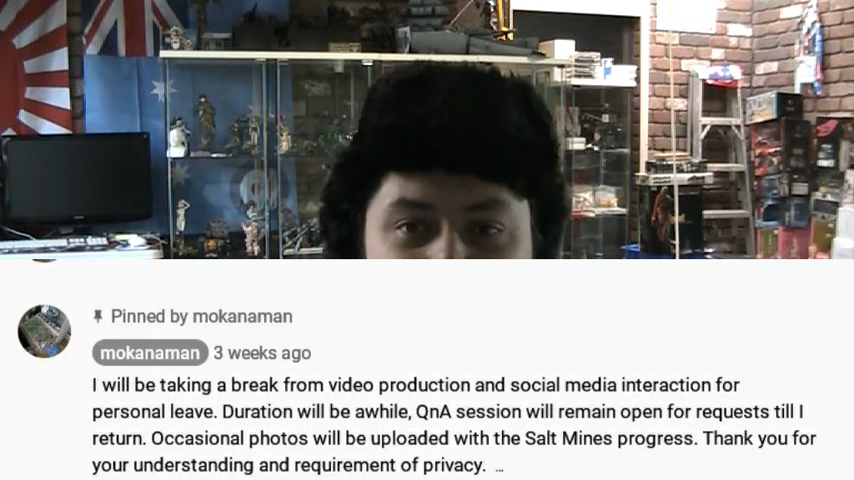 Pinned by mokanaman
mokanaman 3 weeks ago
I will be taking a break from video production and social media interaction for
personal leave. Duration will be awhile, QnA session will remain open for requests till I
return. Occasional photos will be uploaded with the Salt Mines progress. Thank you for
your understanding and requirement of privacy. ...